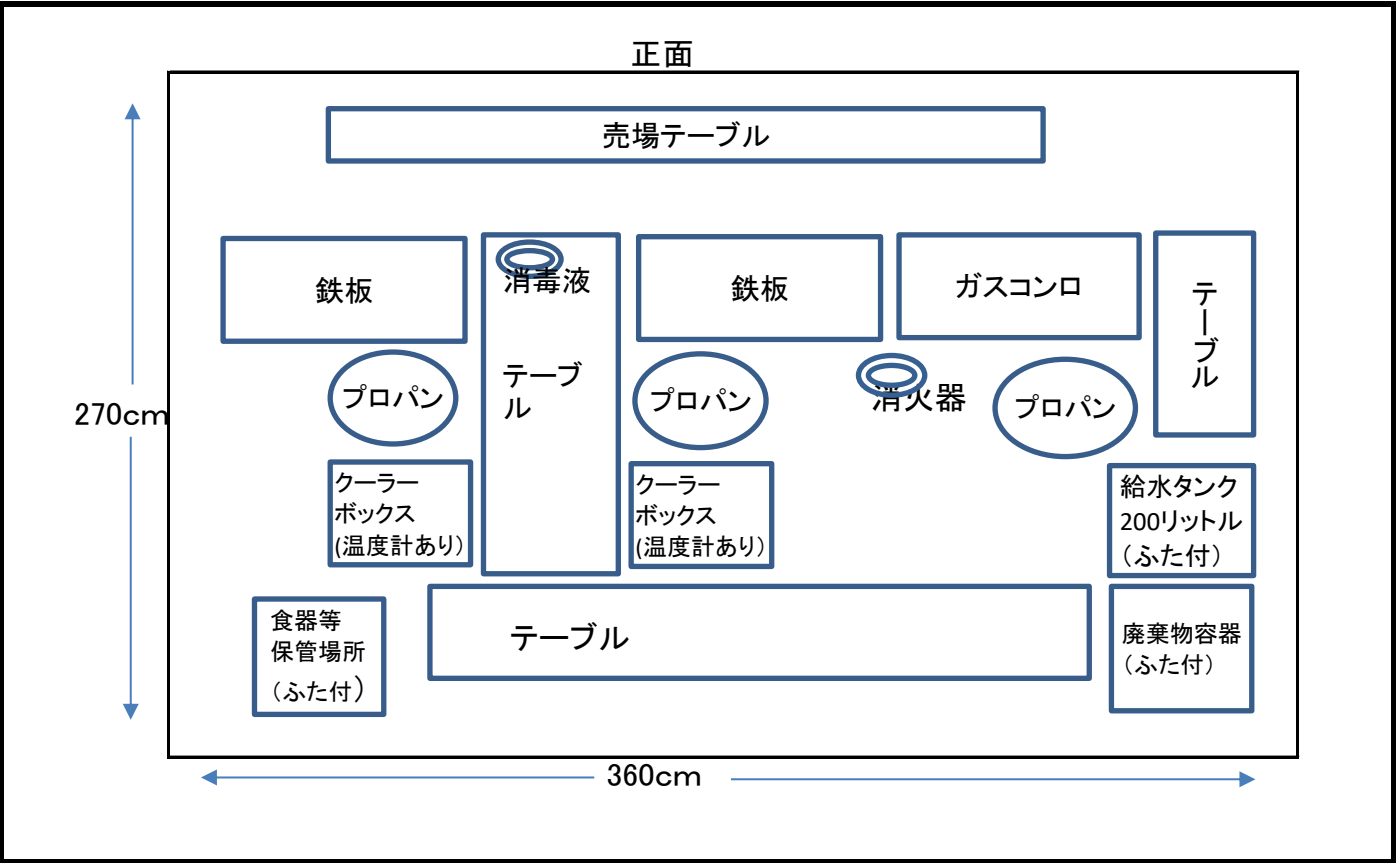 正面
売場テーブル
鉄板
消毒液
テーブ
ル
鉄板
ガスコンロ
テーブル
プロパン
プロパン
消火器
プロパン
270cm
クーラー
ボックス
(温度計あり)
クーラー
ボックス
(温度計あり)
給水タンク
200リットル
（ふた付）
食器等
保管場所
（ふた付）
テーブル
廃棄物容器
（ふた付）
360cm